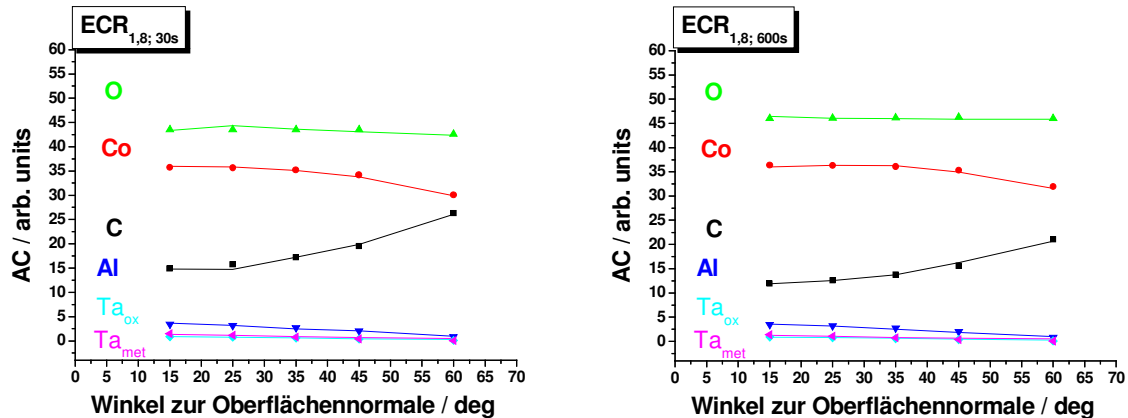 ECR1,8; 30s
60
55
50
45
40
35
30
25
20
15
10
5
0
AC / arb. units
O
Co
C
Al
Taox
Tamet
0 5 10 15 20 25 30 35 40 45 50 55 60 65 70
Winkel zur Oberflächennormale / deg
ECR1,8; 600s
60
55
50
45
40
35
30
25
20
15
10
5
0
AC / arb. units
O
Co
C
Al
Taox
Tamet
0 5 10 15 20 25 30 35 40 45 50 55 60 65 70
Winkel zur Oberflächennormale / deg